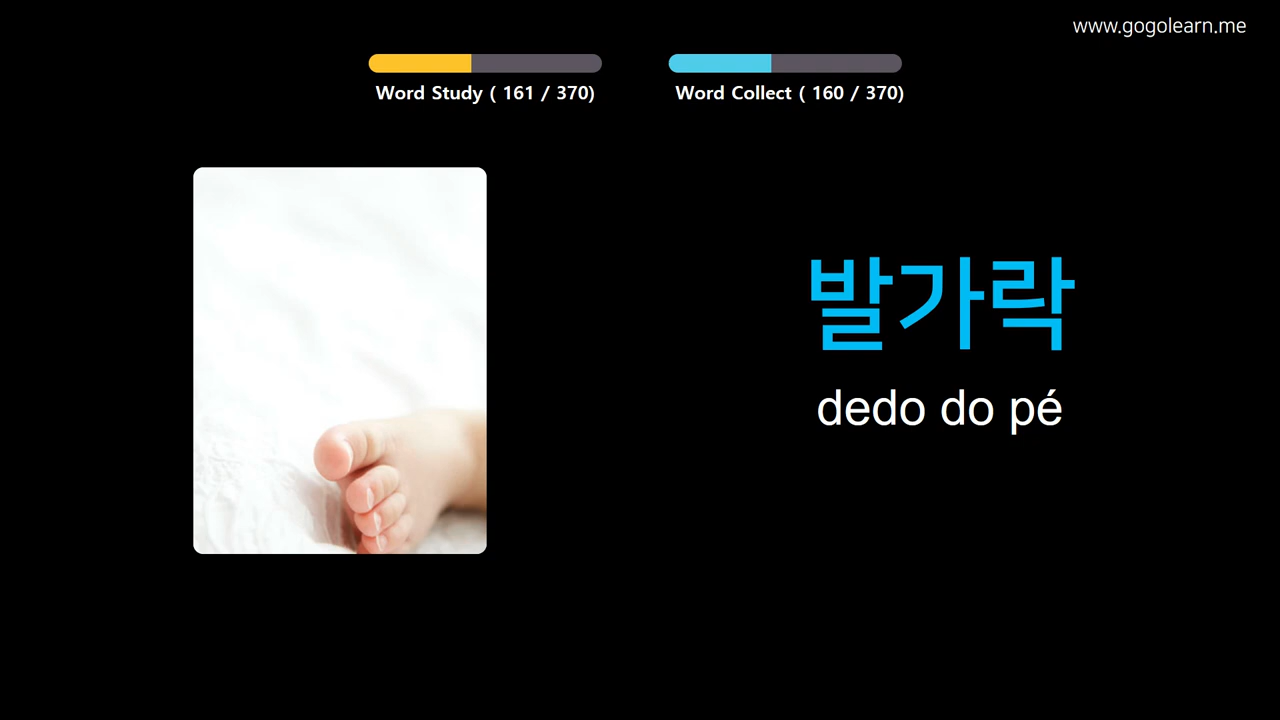 www.gogolearn.me
Word Study ( 161 / 370)
Word Collect ( 160 / 370)
발가락
dedo do pé